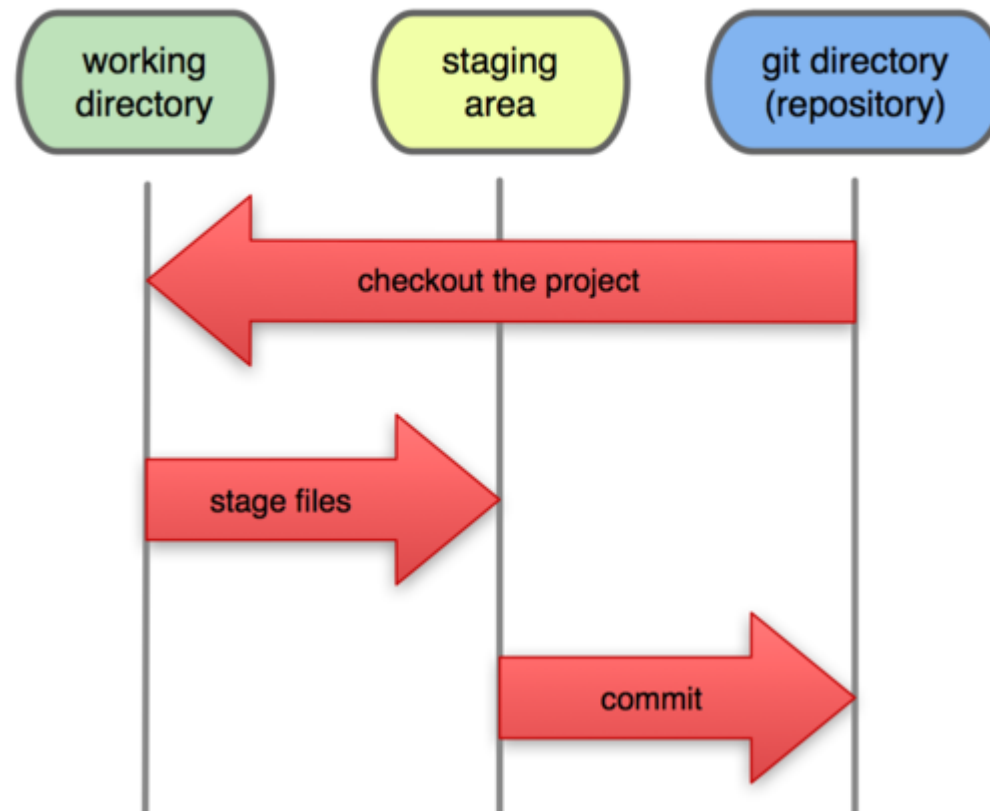 working
directory
staging
area
git directory
(repository)
checkout the project
stage files
commit